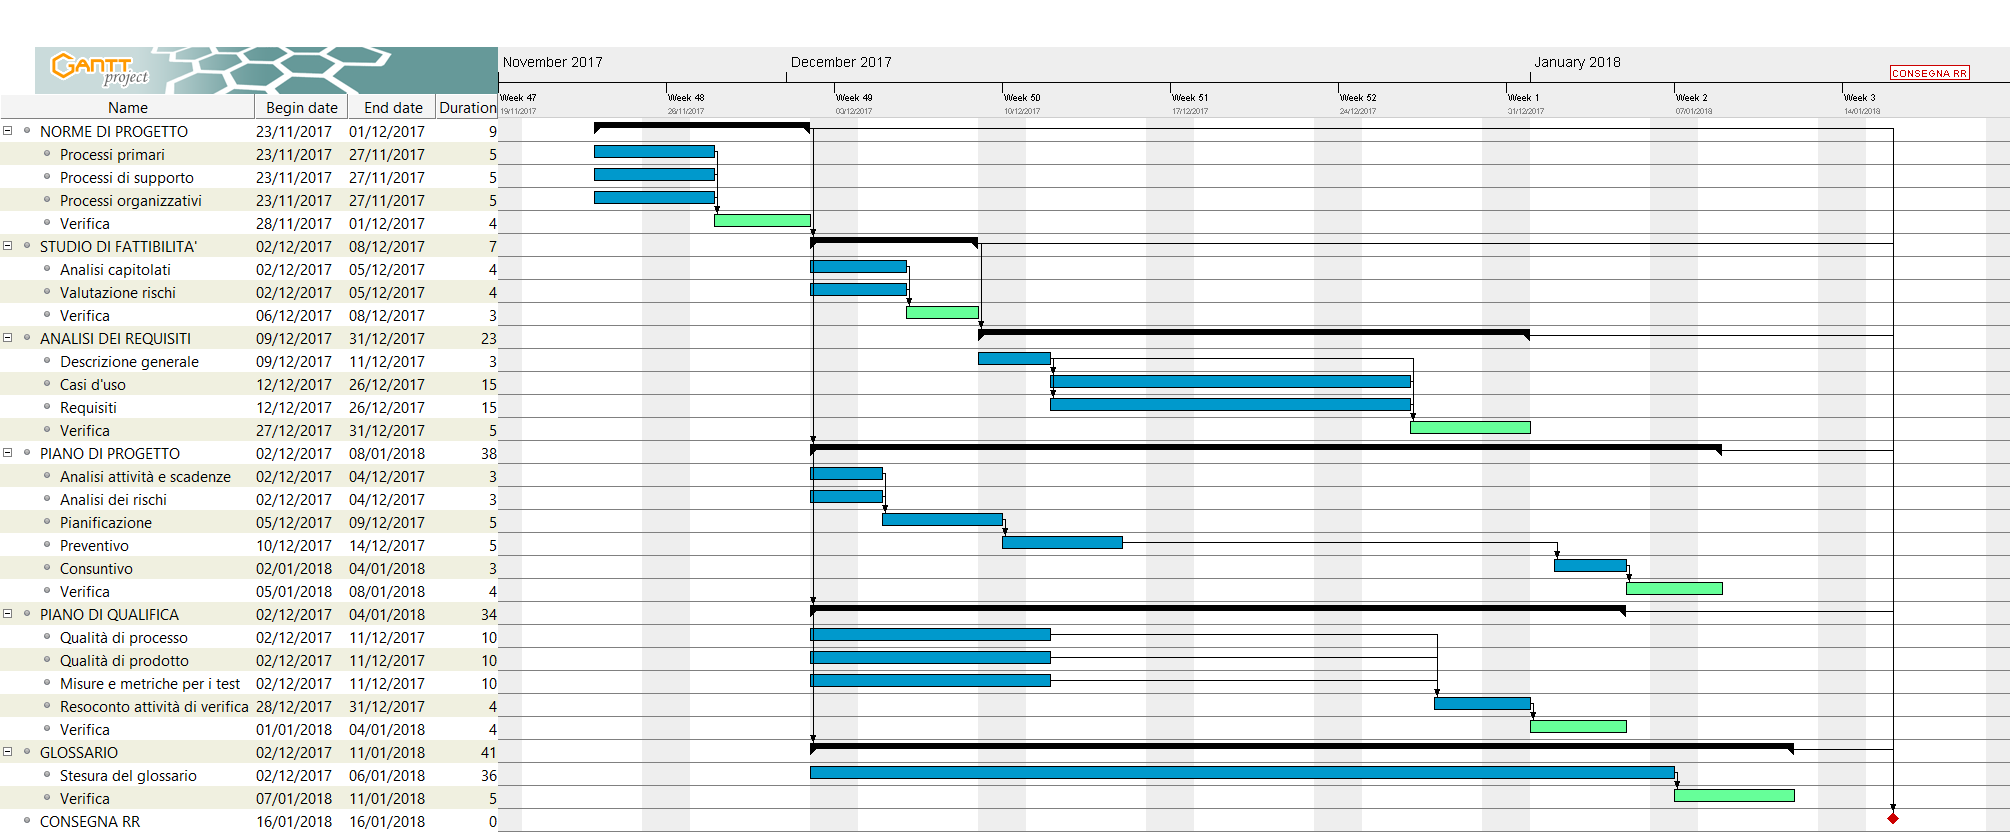 GANTT
project
November 2017 December 2017 January 2018
CONSEGNA RR
Week 47 Week 48 Week 49 Week 50 Week 51 Week 52 Week 1 Week 2 Week 3
19/11/2017 26/11/2017 03/12/2017 10/12/2017 17/12/2017 24/12/2017 31/12/2017 07/01/2018 14/01/2018
Name Begin date End date Duration
NORME DI PROGETTO 23/11/2017 01/12/2017 9
Processi primari 23/11/2017 27/11/2017 5
Processi di supporto 23/11/2017 27/11/2017 5
Processi organizzativi 23/11/2017 27/11/2017 5
Verifica 28/11/2017 01/12/2017 4
STUDIO DI FATTIBILITA' 02/12/2017 08/12/2017 7
Analisi capitolati 02/12/2017 05/12/2017 4
Valutazione rischi 02/12/2017 05/12/2017 4
Verifica 06/12/2017 08/12/2017 3
ANALISI DEI REQUISITI 09/12/2017 31/12/2017 23
Descrizione generale 09/12/2017 11/12/2017 3
Casi d'uso 12/12/2017 26/12/2017 15
Requisiti 12/12/2017 26/12/2017 15
Verifica 27/12/2017 31/12/2017 5
PIANO DI PROGETTO 02/12/2017 08/01/2018 38
Analisi attività e scadenze 02/12/2017 04/12/2017 3
Analisi dei rischi 02/12/2017 04/12/2017 3
Pianificazione 05/12/2017 09/12/2017 5
Preventivo 10/12/2017 14/12/2017 5
Consuntivo 02/01/2018 04/01/2018 3
Verifica 05/01/2018 08/01/2018 4
PIANO DI QUALIFICA 02/12/2017 04/01/2018 34
Qualità di processo 02/12/2017 11/12/2017 10
Qualità di prodotto 02/12/2017 11/12/2017 10
Misure e metriche per i test 02/12/2017 11/12/2017 10
Resoconto attività di verifica 28/12/2017 31/12/2017 4
Verifica 01/01/2018 04/01/2018 4
GLOSSARIO 02/12/2017 11/01/2018 41
Stesura del glossario 02/12/2017 06/01/2018 36
Verifica 07/01/2018 11/01/2018 5
CONSEGNA RR 16/01/2018 16/01/2018 0